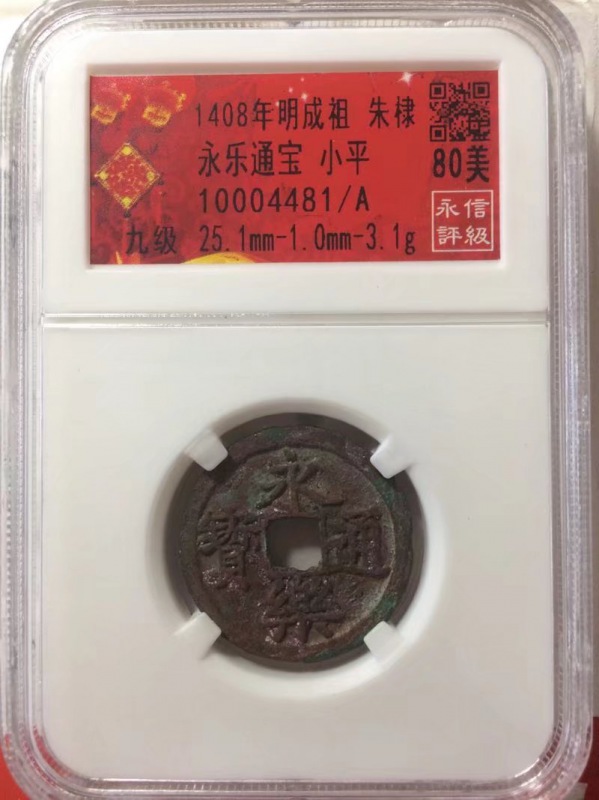 1408年明成祖 朱棣
永乐通宝 小平
80美
10004481/A
九级 25.1mm-1.0mm-3.1g
永信
評級
永樂通寳